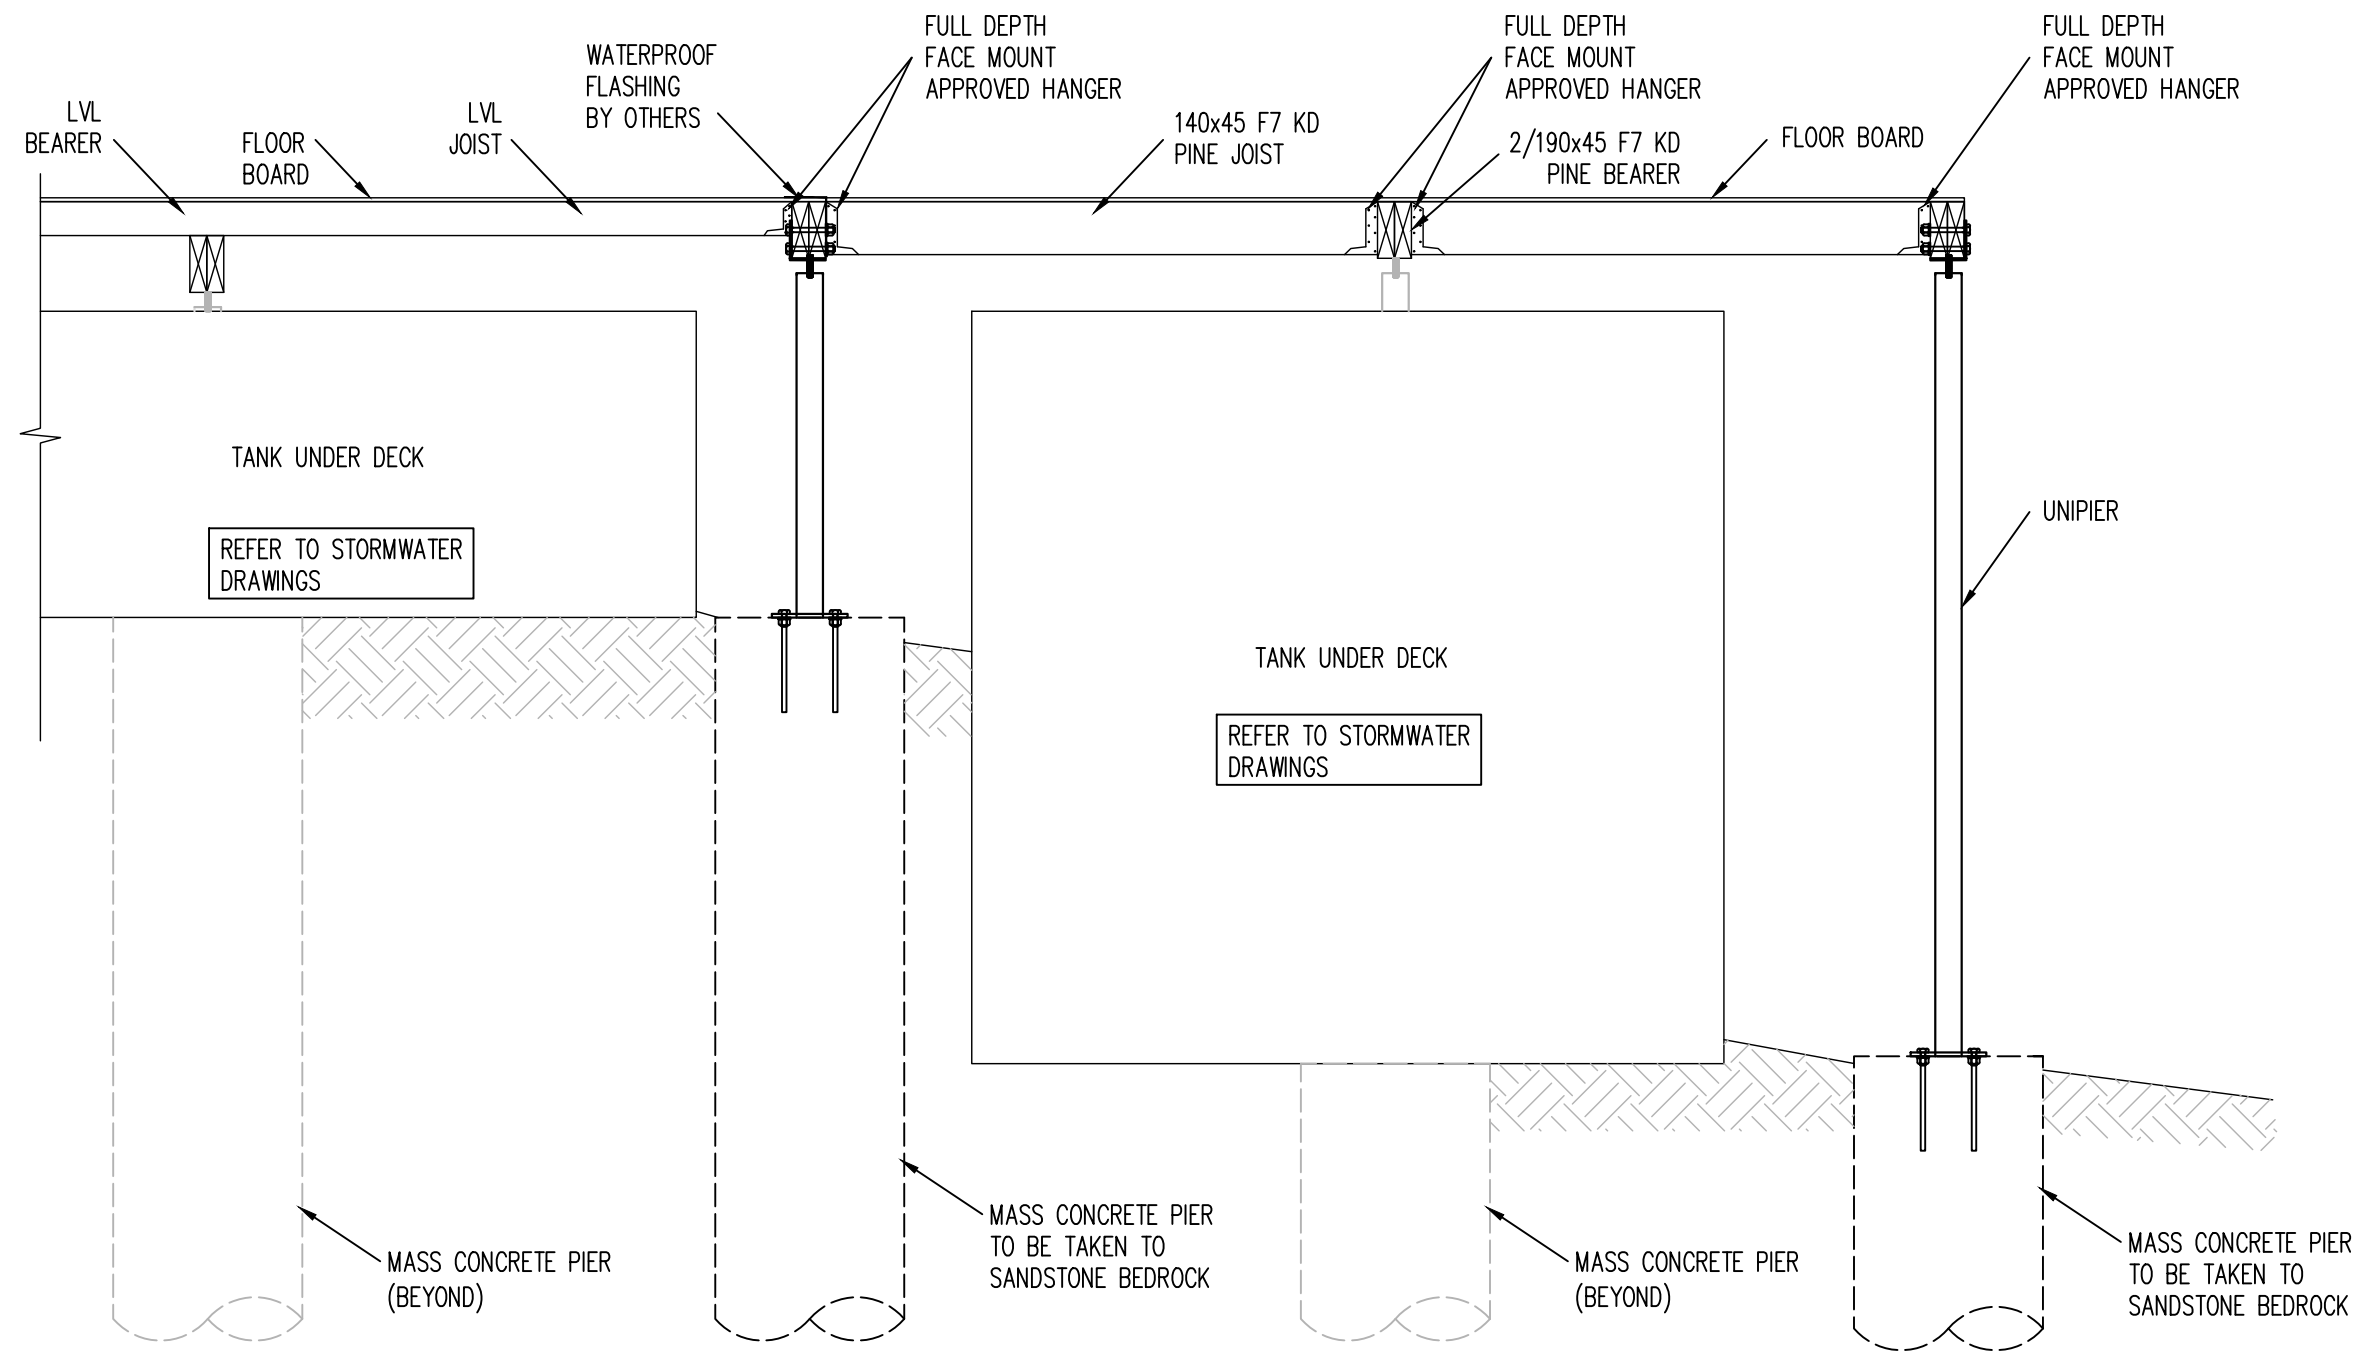 LVL
BEARER
FLOOR
BOARD
LVL
JOIST
WATERPROOF
FLASHING
BY OTHERS
FULL DEPTH
FACE MOUNT
APPROVED HANGER
140x45 F7 KD
PINE JOIST
FULL DEPTH
FACE MOUNT
APPROVED HANGER
2/190x45 F7 KD
PINE BEARER
FLOOR BOARD
FULL DEPTH
FACE MOUNT
APPROVED HANGER
TANK UNDER DECK
REFER TO STORMWATER
DRAWINGS
UNIPIER
TANK UNDER DECK
REFER TO STORMWATER
DRAWINGS
MASS CONCRETE PIER
(BEYOND)
MASS CONCRETE PIER
TO BE TAKEN TO
SANDSTONE BEDROCK
MASS CONCRETE PIER
(BEYOND)
MASS CONCRETE PIER
TO BE TAKEN TO
SANDSTONE BEDROCK